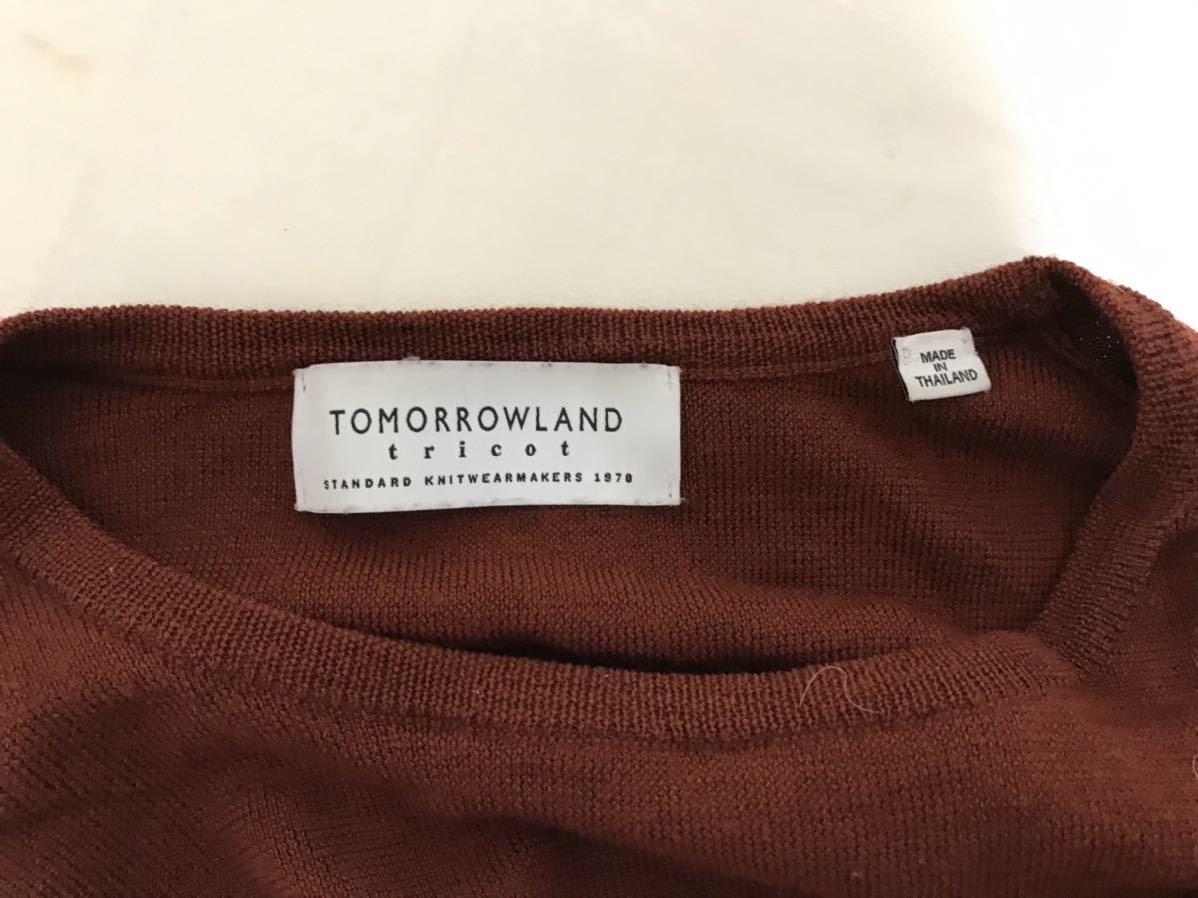 TOMORROWLAND
tricot
STANDARD KNITWEARMAKERS 1978
MADE
IN
THAILAND